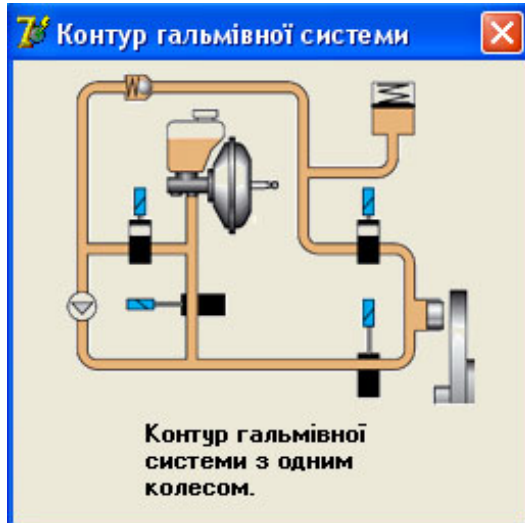 Контур гальмівної системи
Контур гальмівної
системи з одним
колесом.